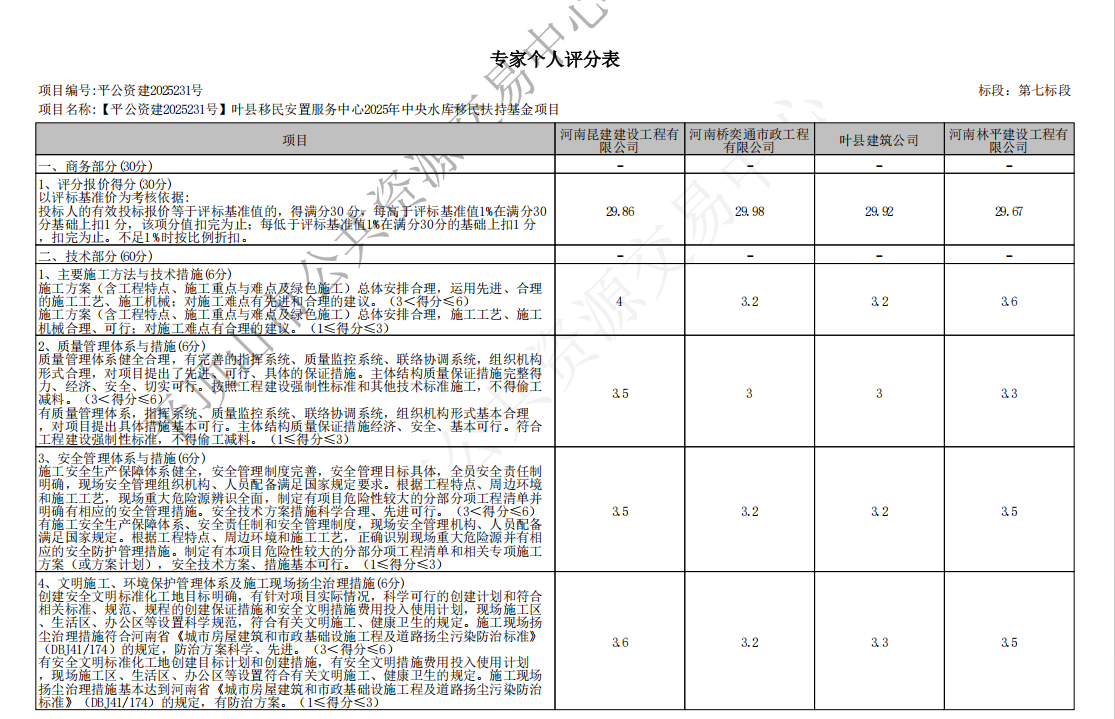 专家个人评分表
项目编号:平公资建2025231号
标段: 第七标段
项目名称:【平公资建2025231号】叶县移民安置服务中心2025年中央水库移民扶持基金项目
项目
河南昆建建设工程有
限公司
河南桥奕通市政工程
有限公司
叶县建筑公司
河南林平建设工程有
限公司
一、商务部分(30分)
-
-
-
-
1、评分报价得分(30分)
以评标基准价为考核依据:
投标人的有效投标报价等于评标基准值的, 得满分30 分, 每高于评标基准值1%在满分30
分基础上扣1 分, 该项分值扣完为止; 每低于评标基准值1%在满分30分的基础上扣1 分
, 扣完为止。不足1%时按比例折扣。
29.86
29.98
29.92
29.67
二、技术部分(60分)
-
-
-
-
1、主要施工方法与技术措施(6分)
施工方案(含工程特点、施工重点与难点及绿色施工)总体安排合理, 运用先进、合理
的施工工艺、施工机械; 对施工难点有先进和合理的建议。(3<得分≤6)
施工方案(含工程特点、施工重点与难点及绿色施工)总体安排合理, 施工工艺、施工
机械合理、可行; 对施工难点有合理的建议。(1≤得分≤3)
4
3.2
3.2
3.6
2、质量管理体系与措施(6分)
质量管理体系健全合理, 有完善的指挥系统、质量监控系统、联络协调系统, 组织机构
形式合理, 对项目提出了先进、可行、具体的保证措施。主体结构质量保证措施完整得
力、经济、安全、切实可行。按照工程建设强制性标准和其他技术标准施工, 不得偷工
减料。(3<得分≤6)
有质量管理体系, 指挥系统、质量监控系统、联络协调系统, 组织机构形式基本合理
, 对项目提出具体措施基本可行。主体结构质量保证措施经济、安全、基本可行。符合
工程建设强制性标准, 不得偷工减料。(1≤得分≤3)
3.5
3
3
3.3
3、安全管理体系与措施(6分)
施工安全生产保障体系健全, 安全管理制度完善, 安全管理目标具体, 全员安全责任制
明确, 现场安全管理组织机构、人员配备满足国家规定要求。根据工程特点、周边环境
和施工工艺, 现场重大危险源辨识全面, 制定有项目危险性较大的分部分项工程清单并
明确有相应的安全管理措施。安全技术方案措施科学合理、先进可行。(3<得分≤6)
有施工安全生产保障体系、安全责任制和安全管理制度, 现场安全管理机构、人员配备
满足国家规定。根据工程特点、周边环境和施工工艺, 正确识别现场重大危险源并有相
应的安全防护管理措施。制定有本项目危险性较大的分部分项工程清单和相关专项施工
方案(或方案计划), 安全技术方案、措施基本可行。(1≤得分≤3)
3.5
3.2
3.2
3.5
4、文明施工、环境保护管理体系及施工现场扬尘治理措施(6分)
创建安全文明标准化工地目标明确, 有针对项目实际情况, 科学可行的创建计划和符合
相关标准、规范、规程的创建保证措施和安全文明措施费用投入使用计划, 现场施工区
、生活区、办公区等设置科学规范, 符合有关文明施工、健康卫生的规定。施工现场扬
尘治理措施符合河南省《城市房屋建筑和市政基础设施工程及道路扬尘污染防治标准》
(DBJ41/174)的规定, 防治方案科学、先进。(3<得分≤6)
有安全文明标准化工地创建目标计划和创建措施, 有安全文明措施费用投入使用计划
, 现场施工区、生活区、办公区等设置符合有关文明施工、健康卫生的规定。施工现场
扬尘治理措施基本达到河南省《城市房屋建筑和市政基础设施工程及道路扬尘污染防治
标准》(DBJ41/174)的规定, 有防治方案。(1≤得分≤3)
3.6
3.2
3.3
3.5
平顶山市公共资源交易中心
公共资源交易中心